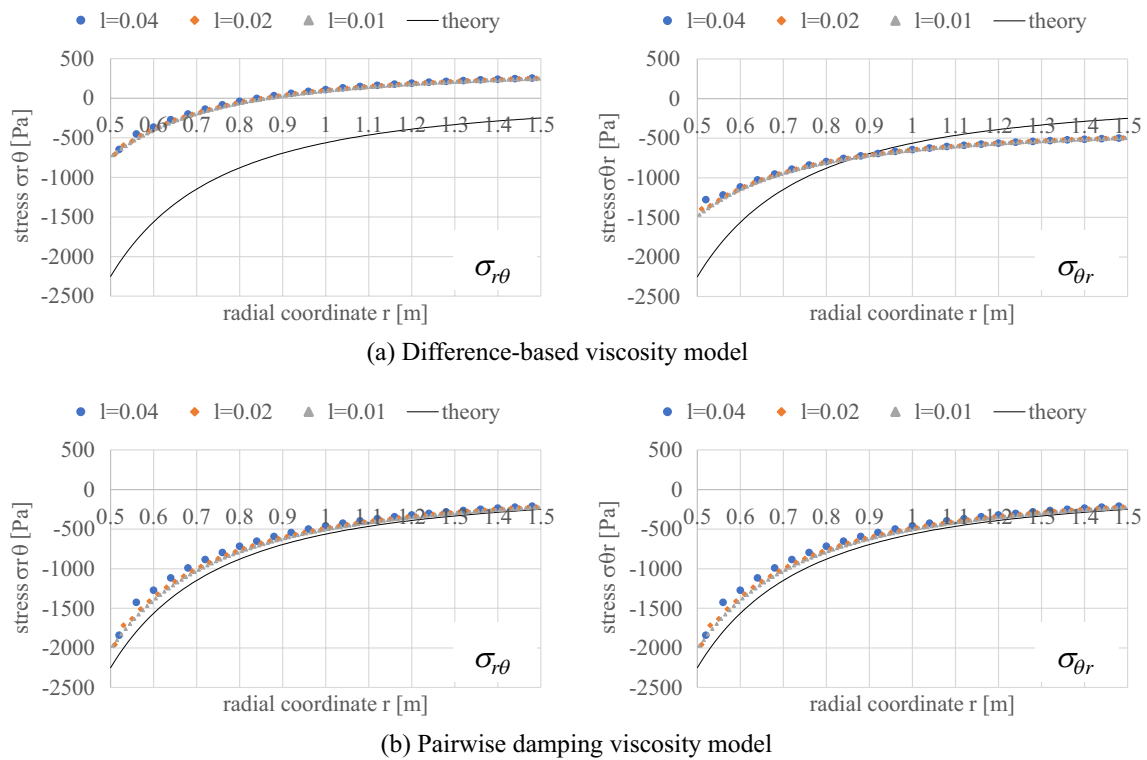 l=0.04 l=0.02 l=0.01 theory
500
0
-500
-1000
-1500
-2000
-2500
0.5 0.6 0.7 0.8 0.9 1 1.1 1.2 1.3 1.4 1.5
stress σrθ [Pa]
radial coordinate r [m]
σrθ
l=0.04 l=0.02 l=0.01 theory
500
0
-500
-1000
-1500
-2000
-2500
0.5 0.6 0.7 0.8 0.9 1 1.1 1.2 1.3 1.4 1.5
stressσθr [Pa]
radial coordinate r [m]
σθr
(a) Difference-based viscosity model
l=0.04 l=0.02 l=0.01 theory
500
0
-500
-1000
-1500
-2000
-2500
0.5 0.6 0.7 0.8 0.9 1 1.1 1.2 1.3 1.4 1.5
stress σrθ [Pa]
radial coordinate r [m]
σrθ
l=0.04 l=0.02 l=0.01 theory
500
0
-500
-1000
-1500
-2000
-2500
0.5 0.6 0.7 0.8 0.9 1 1.1 1.2 1.3 1.4 1.5
stress σθr [Pa]
radial coordinate r [m]
σθr
(b) Pairwise damping viscosity model